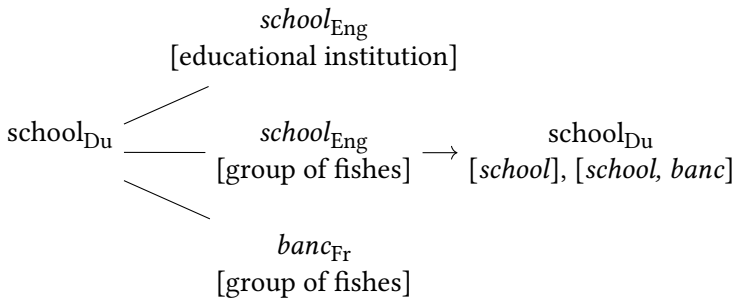 school_Eng
[educational institution]
school_Du
school_Eng
[group of fishes]
school_Du
[school], [school, banc]
banc_Fr
[group of fishes]